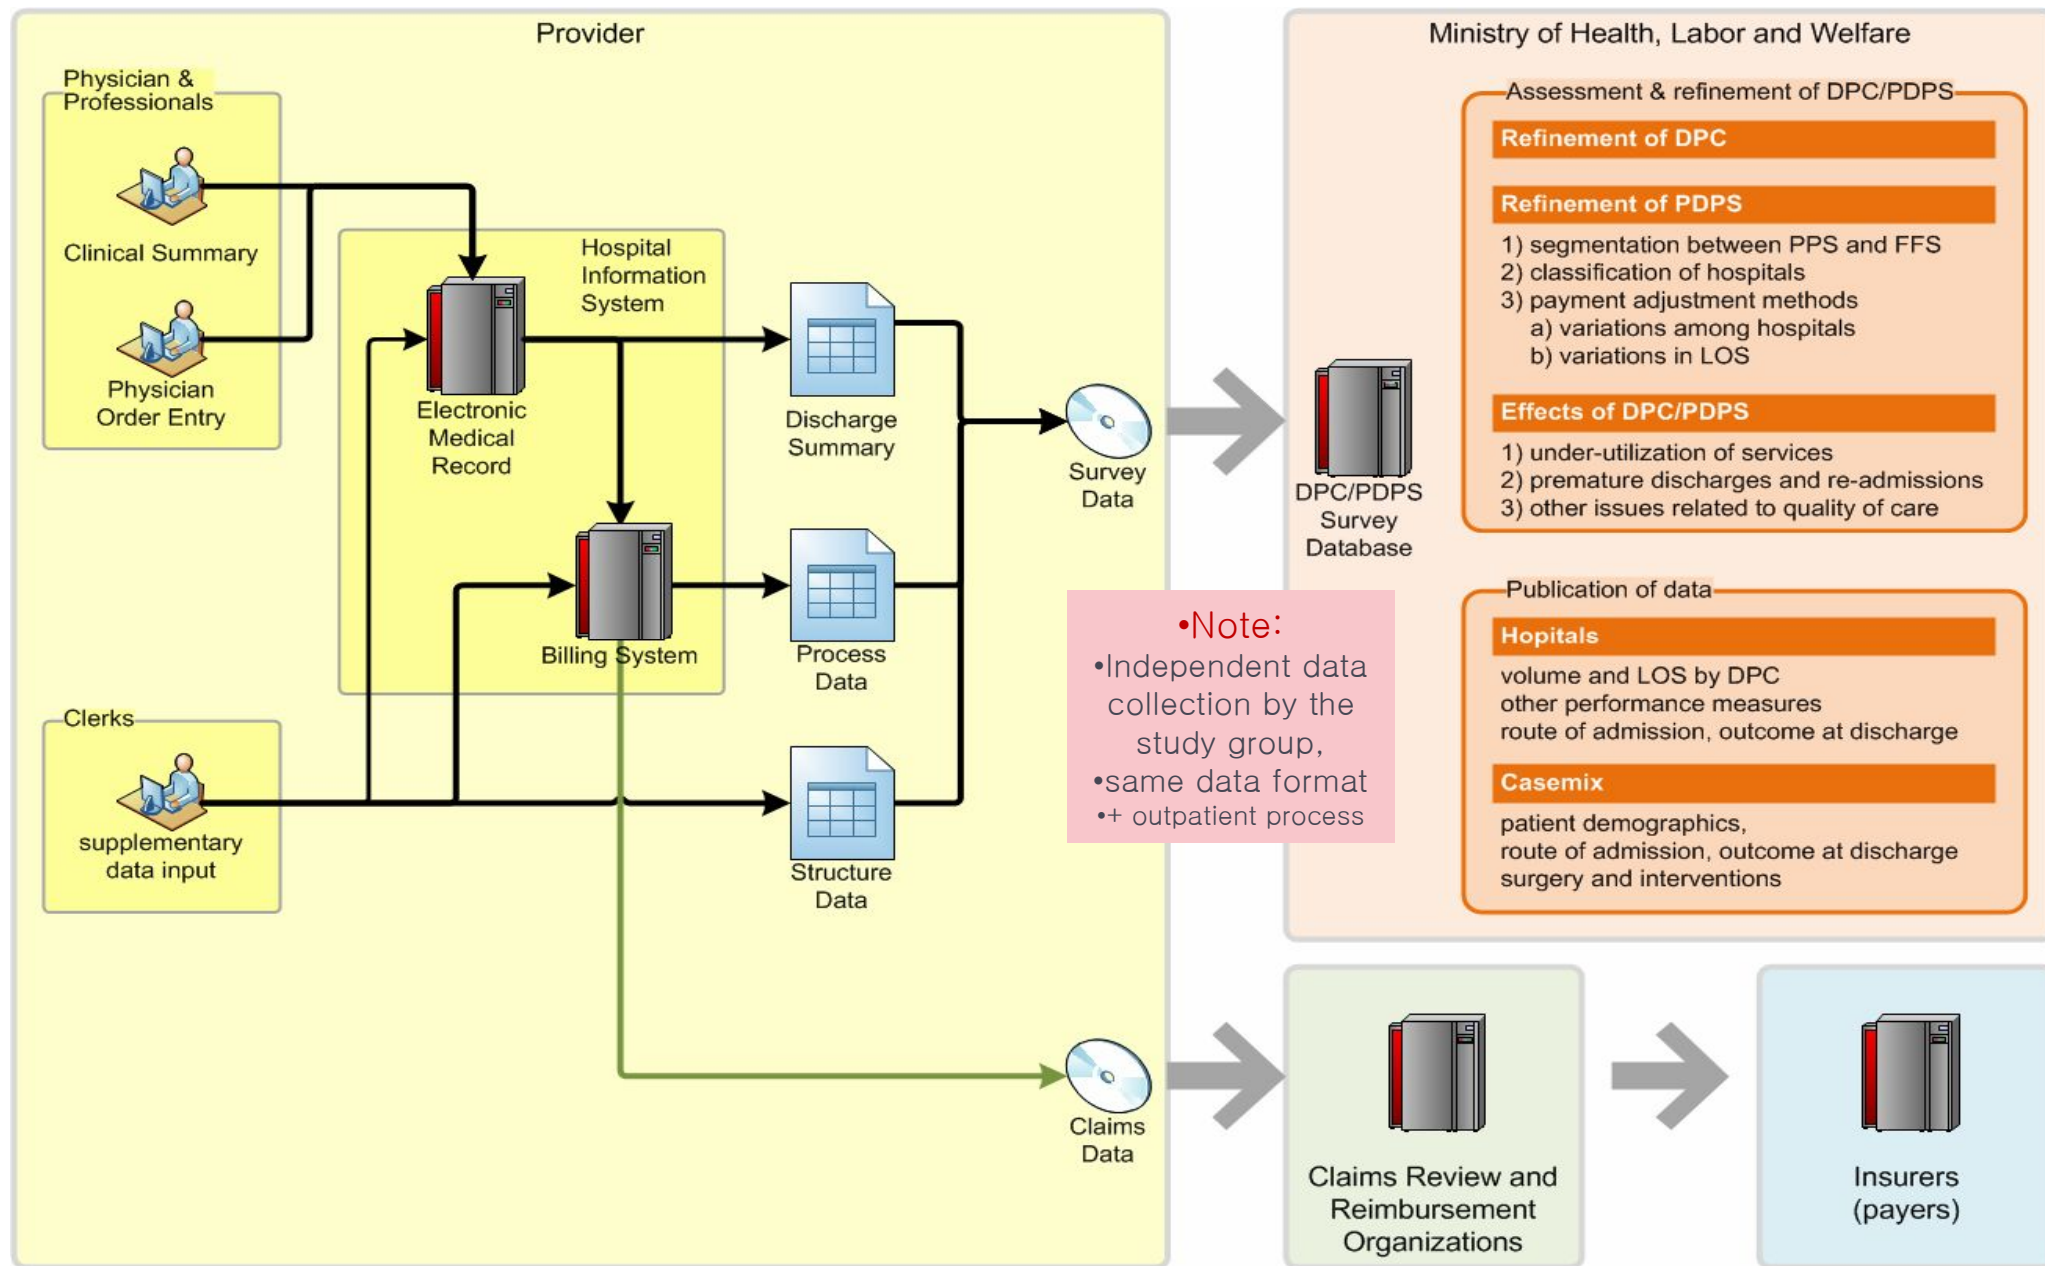 Provider
Physician &
Professionals
Clinical Summary
Physician
Order Entry
Hospital
Information
System
Electronic
Medical
Record
Billing System
Clerks
supplementary
data input
Discharge
Summary
Process
Data
Structure
Data
Survey
Data
Claims
Data
•Note:
•Independent data
collection by the
study group,
•same data format
•+ outpatient process
Ministry of Health, Labor and Welfare
DPC/PDPS
Survey
Database
Assessment & refinement of DPC/PDPS
Refinement of DPC
Refinement of PDPS
1) segmentation between PPS and FFS
2) classification of hospitals
3) payment adjustment methods
a) variations among hospitals
b) variations in LOS
Effects of DPC/PDPS
1) under-utilization of services
2) premature discharges and re-admissions
3) other issues related to quality of care
Publication of data
Hopitals
volume and LOS by DPC
other performance measures
route of admission, outcome at discharge
Casemix
patient demographics,
route of admission, outcome at discharge
surgery and interventions
Claims Review and
Reimbursement
Organizations
Insurers
(payers)